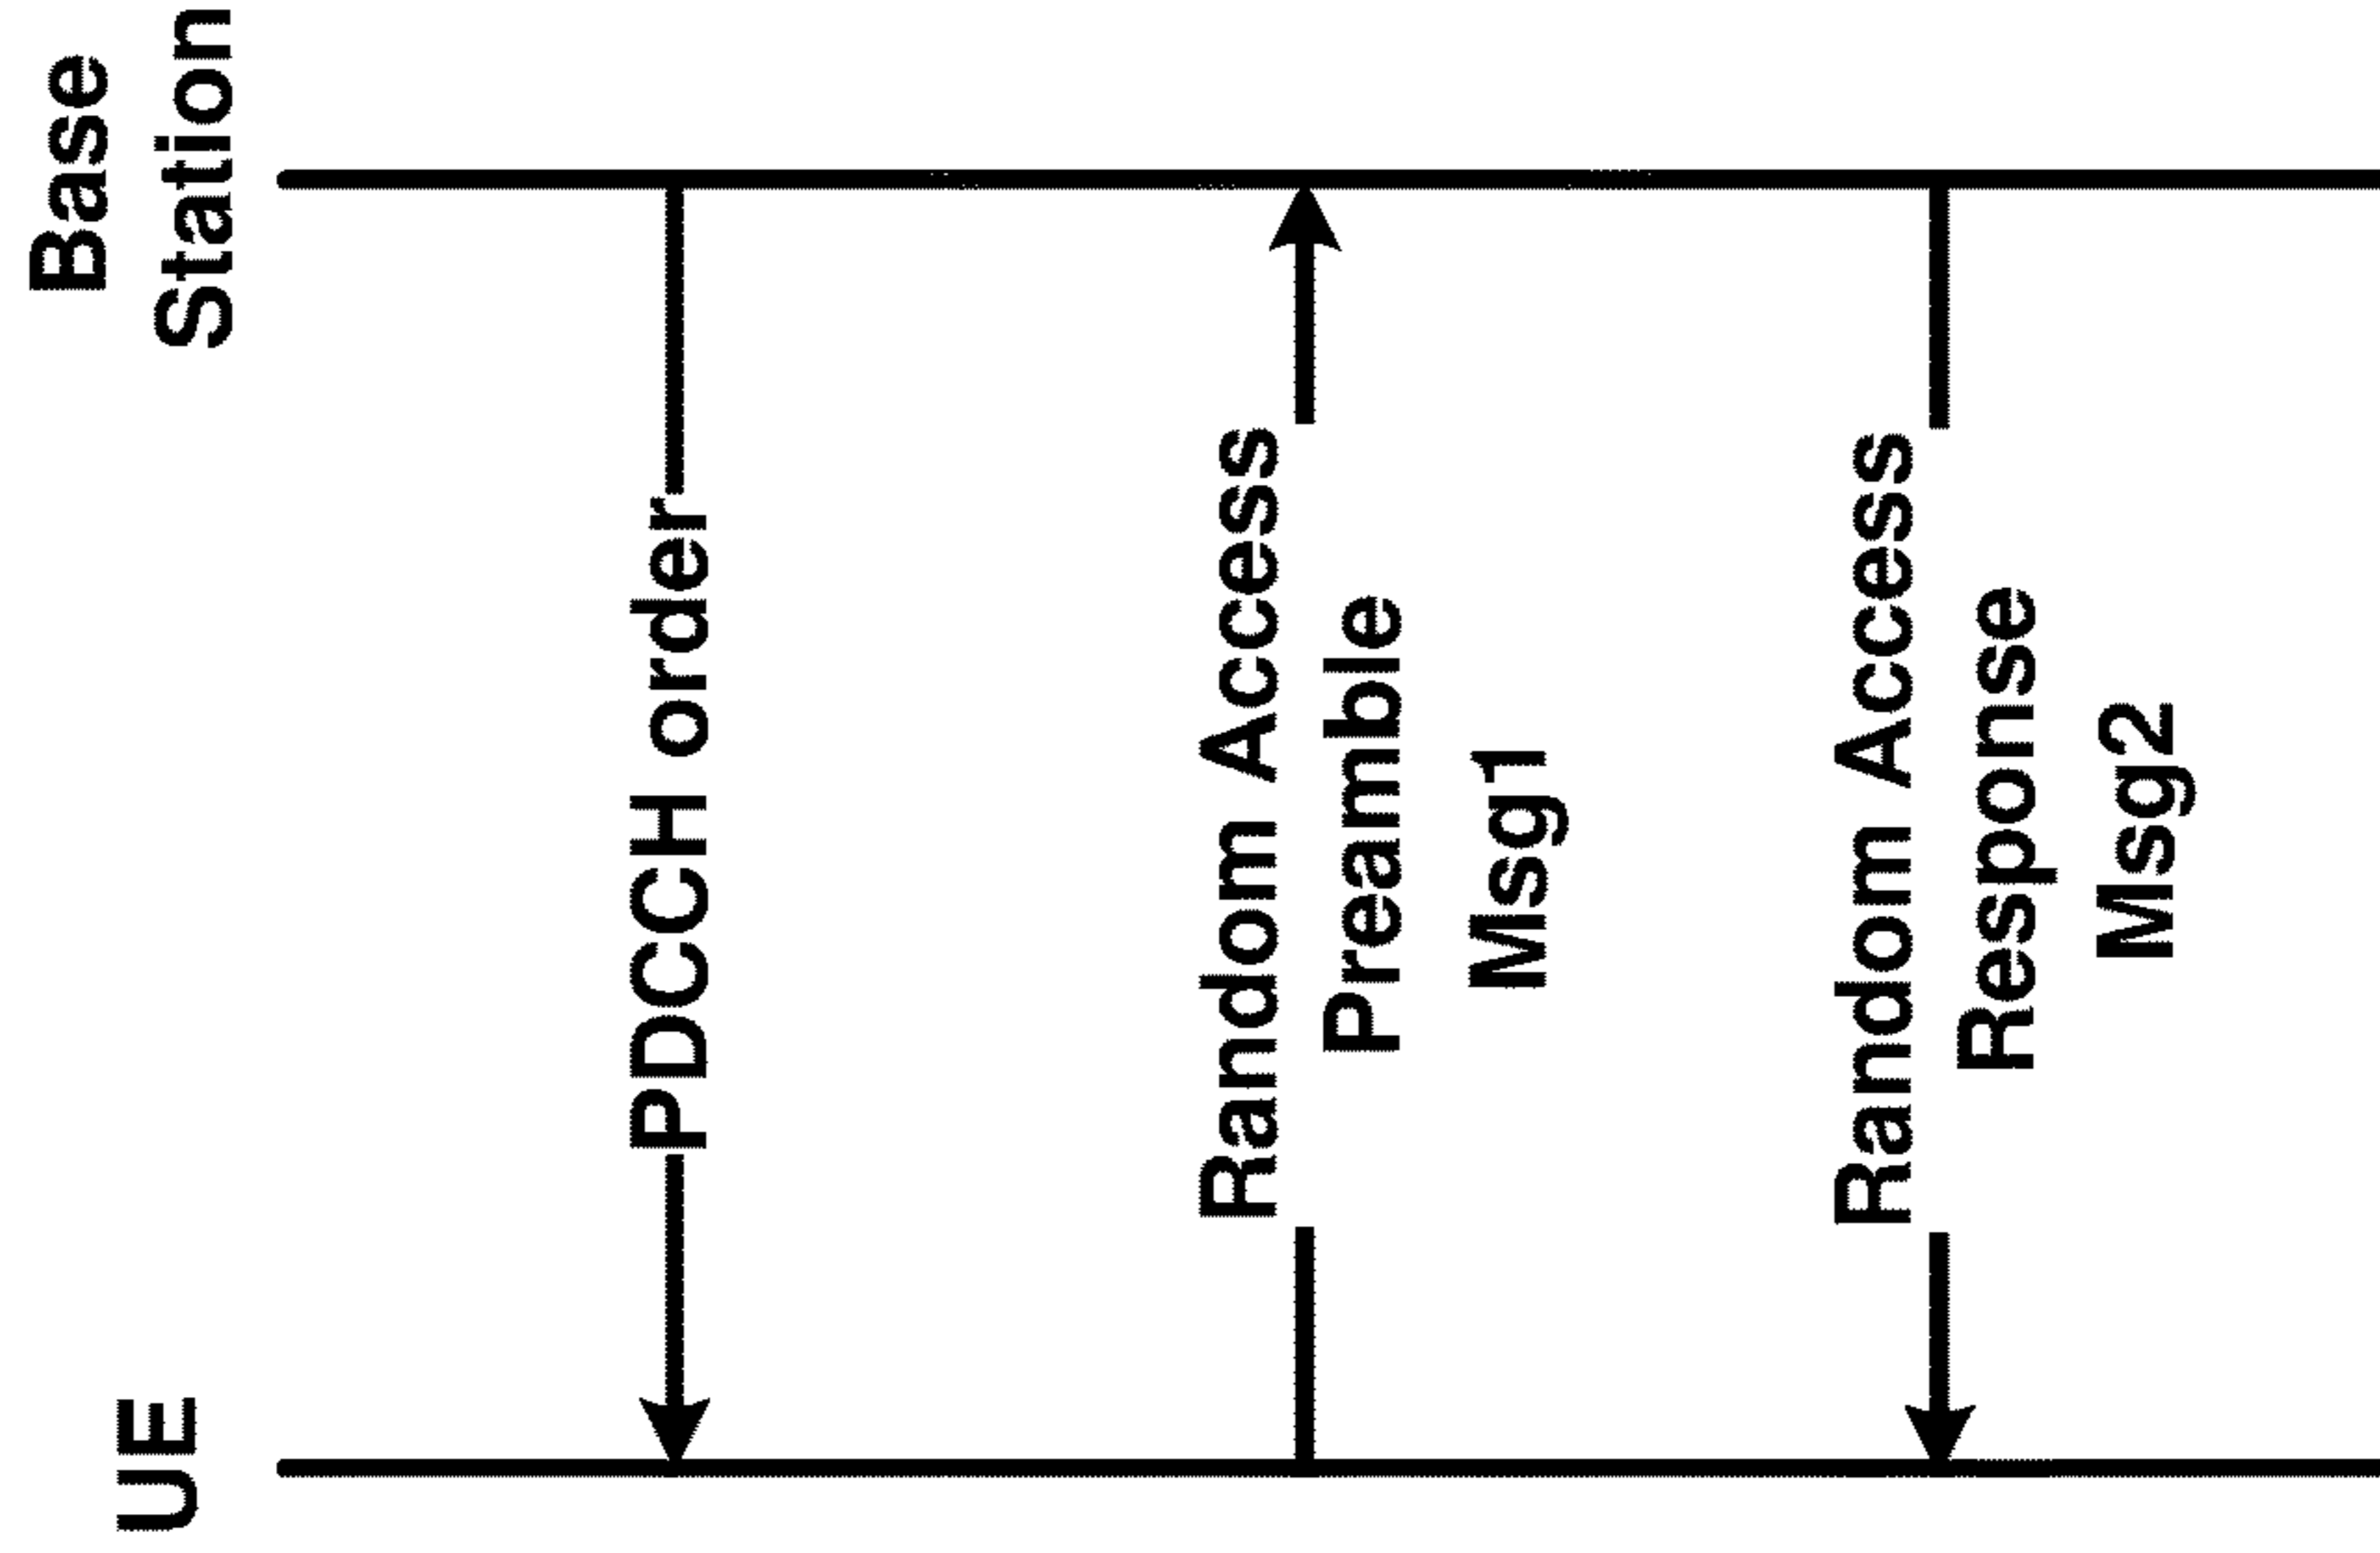 UE
Base
Station
PDCCH order
Random Access
Preamble
Msg1
Random Access
Response
Msg2